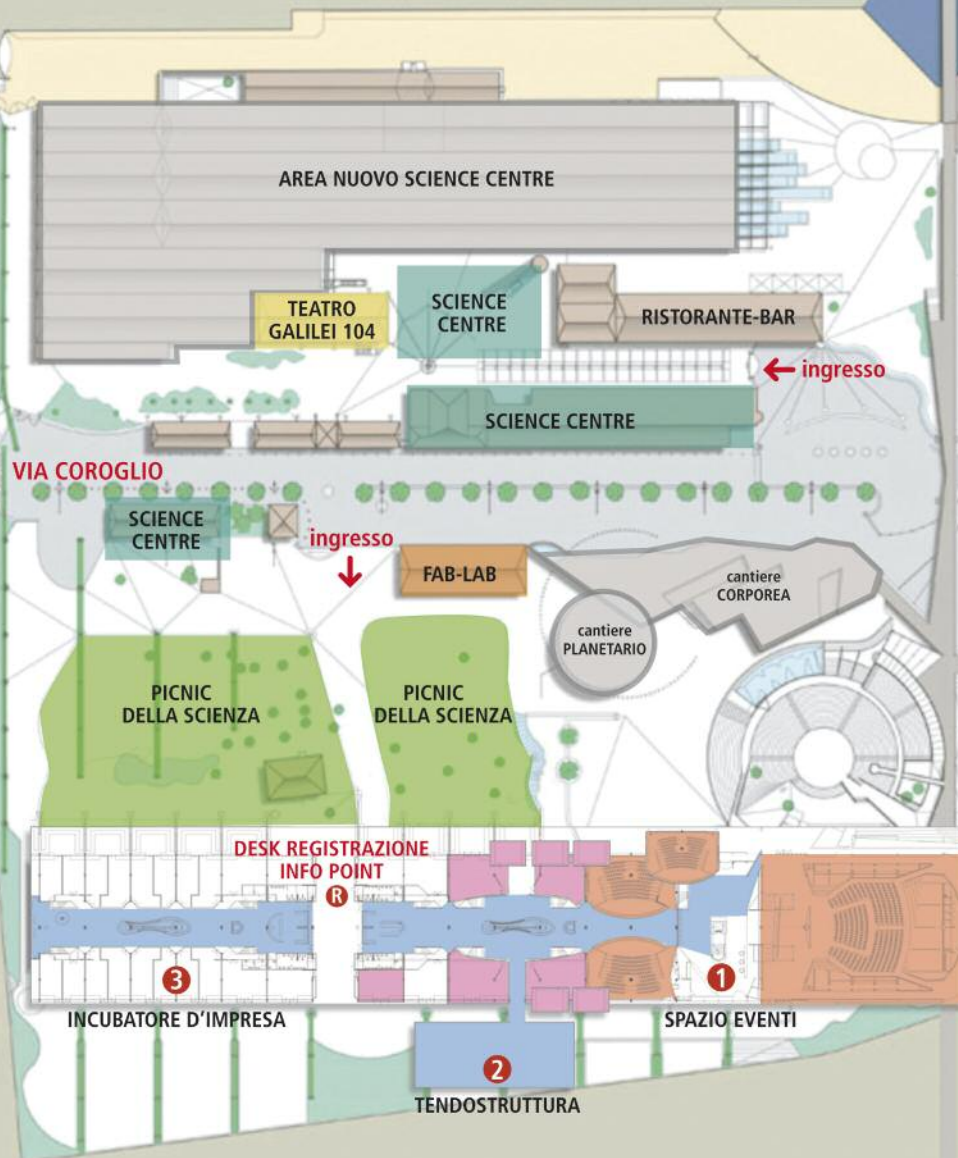 AREA NUOVO SCIENCE CENTRE
TEATRO
GALILEI 104
SCIENCE
CENTRE
RISTORANTE-BAR
ingresso
SCIENCE CENTRE
VIA COROGLIO
SCIENCE
CENTRE
ingresso
FAB-LAB
cantiere
CORPOREA
cantiere
PLANETARIO
PICNIC
DELLA SCIENZA
PICNIC
DELLA SCIENZA
DESK REGISTRAZIONE
INFO POINT
R
3
1
INCUBATORE D'IMPRESA
SPAZIO EVENTI
2
TENDOSTRUTTURA